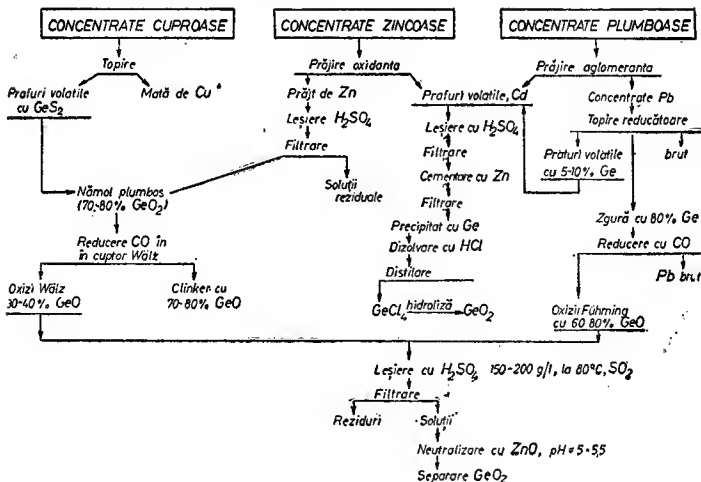 CONCENTRATE CUPROASE
CONCENTRATE ZINCOASE
CONCENTRATE PLUMBOASE
Topire
Prăjire oxidanta
Prăjire aglomeranta
Prafuri volatile
cu GeS2
Mată de Cu
Prăjit de Zn
Leșiere H2SO4
Filtrare
Prafuri volatile, Cd
Leșiere cu H2SO4
Filtrare
Cementare cu Zn
Filtrare
Precipitat cu Ge
Dizolvare cu HCl
Distilare
GeCl4 hidroliză GeO2
Concentrate Pb
Topire reducătoare
Prafuri volatile
cu 5-10% Ge
brut
Zgură cu 80% Ge
Reducere cu CO
Pb brut
Oxizii Fühming
cu 60-80% GeO
Soluții
reziduale
Nămol plumbos
(70-80% GeO2)
Reducere CO în
în cuptor Wälz
Oxizi Wälz
30-40% GeO
Clinker cu
70-80% GeO
Leșiere cu H2SO4 150-200 g/l, la 80°C, SO2
Filtrare
Reziduri
Soluții
Neutralizare cu ZnO, pH = 5-5,5
Separare GeO2